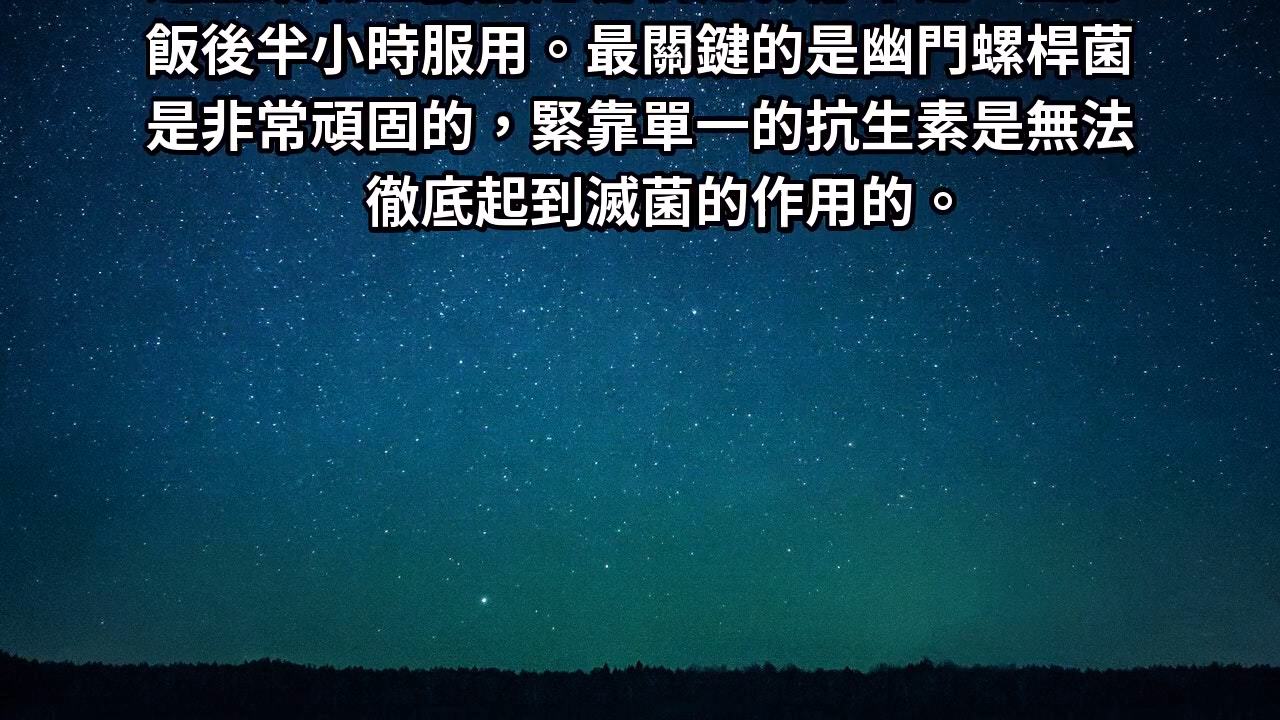 飯後半小時服用。最關鍵的是幽門螺桿菌
是非常頑固的，緊靠單一的抗生素是無法
徹底起到滅菌的作用的。